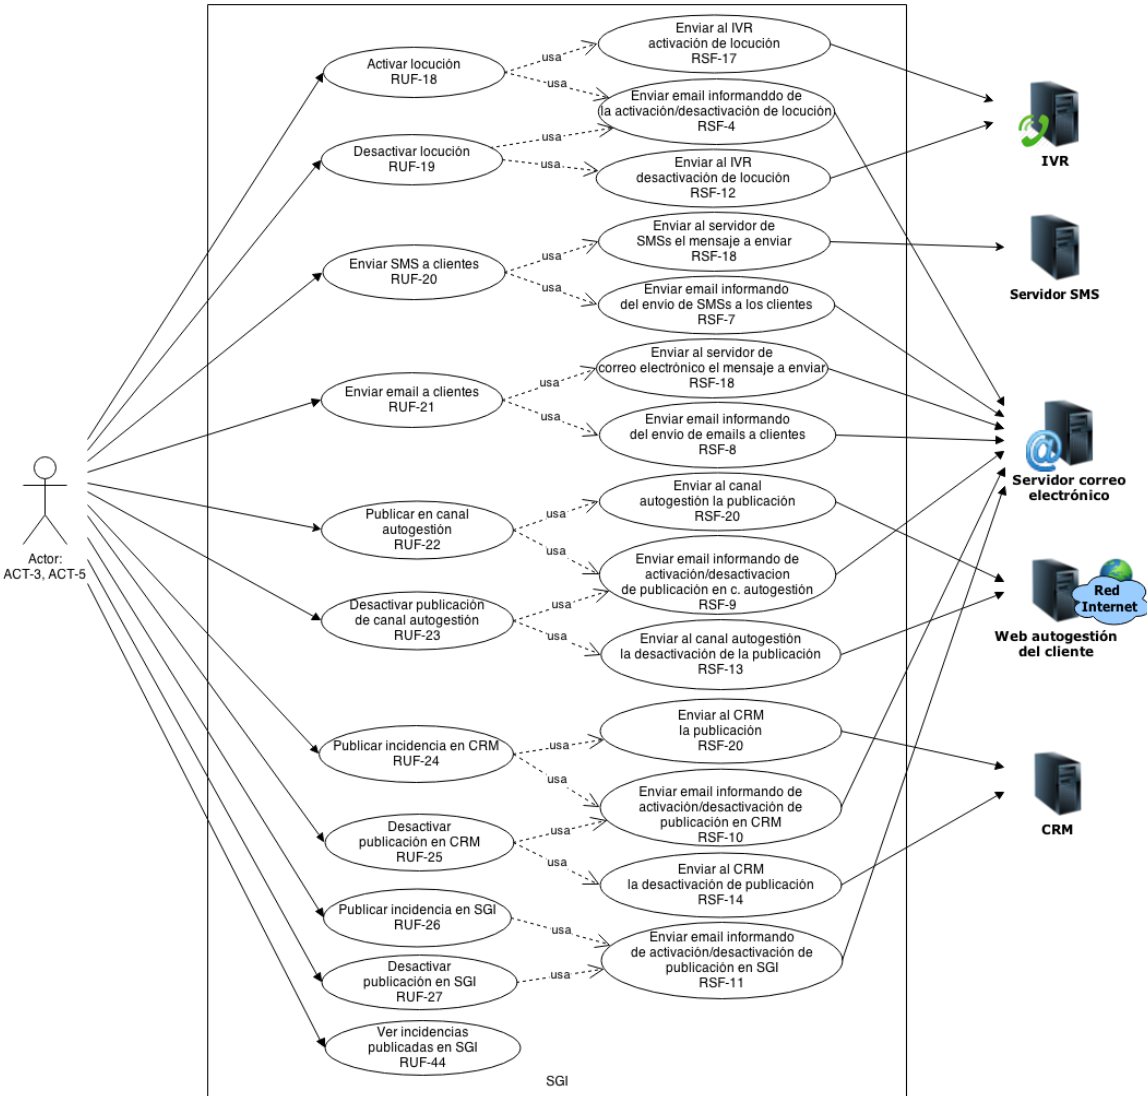 Enviar al IVR
activación de locución
RSF-17
usa
Activar locución
RUF-18
usa
Enviar email informanddo de
la activación/desactivación de locución
RSF-4
usa
Desactivar locución
RUF-19
usa
Enviar al IVR
desactivación de locución
RSF-12
IVR
Enviar al servidor de
SMSs el mensaje a enviar
RSF-18
usa
Enviar SMS a clientes
RUF-20
usa
Enviar email informando
del envio de SMSs a los clientes
RSF-7
Servidor SMS
Enviar al servidor de
correo electrónico el mensaje a enviar
RSF-18
usa
Enviar email a clientes
RUF-21
usa
Enviar email informando
del envio de emails a clientes
RSF-8
Servidor correo
electrónico
Enviar al canal
autogestión la publicación
RSF-20
usa
Publicar en canal
autogestión
RUF-22
usa
Enviar email informando de
activación/desactivacion
de publicación en c. autogestión
RSF-9
Actor:
ACT-3, ACT-5
Red
Internet
usa
Desactivar publicación
de canal autogestión
RUF-23
usa
Enviar al canal autogestión
la desactivación de la publicación
RSF-13
Web autogestión
del cliente
Enviar al CRM
la publicación
RSF-20
usa
Publicar incidencia en CRM
RUF-24
usa
Enviar email informando de
activación/desactivación de
publicación en CRM
RSF-10
CRM
usa
Desactivar
publicación en CRM
RUF-25
usa
Enviar al CRM
la desactivación de publicación
RSF-14
Publicar incidencia en SGI
RUF-26
usa
Enviar email informando
de activación/desactivación de
publicación en SGI
RSF-11
Desactivar
publicación en SGI
RUF-27
usa
Ver incidencias
publicadas en SGI
RUF-44
SGI